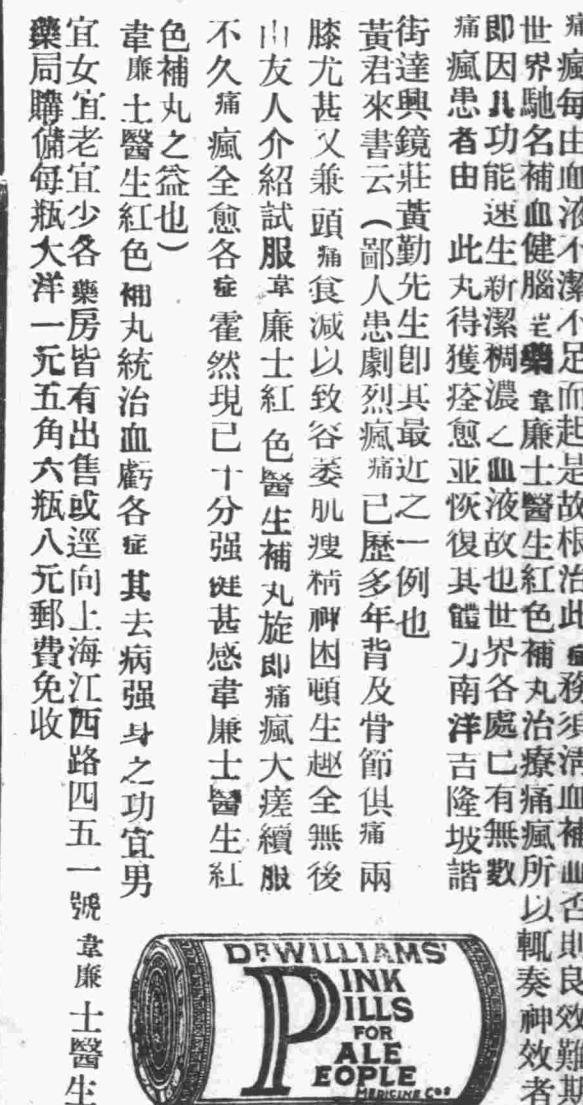 痛瘋每由血液不潔不足而起是故根治此症務須清血補血否則良效難期
世界馳名補血健腦 藥韋廉士醫生紅色補丸治療痛瘋所以輒奏神效者
即因其功能速生新潔稠濃之血液故也世界各處已有無數
痛瘋患者由 此丸得獲痊愈並恢復其體力南洋吉隆坡諧
街達興鏡莊黃勤先生即其最近之一例也
黃君來書云(鄙人患劇烈瘋痛已歷多年背及骨節俱痛兩
膝尤甚又兼頭痛食減以致容萎肌瘦精神困頓生趣全無後
由友人介紹試服韋廉士紅色醫生補丸旋即痛瘋大瘥續服
不久痛瘋全愈各症霍然現已十分强健甚感韋廉士醫生紅
色補丸之益也)
韋廉士醫生紅色補丸統治血虧各症其去病强身之功宜男
宜女宜老宜少各藥房皆有出售或逕向上海江西路四五一號韋廉士醫生
藥局購備每瓶大洋一元五角六瓶八元郵費免收
DR WILLIAMS'
PINK
PILLS
FOR
PALE
PEOPLE
MEDICINE Co